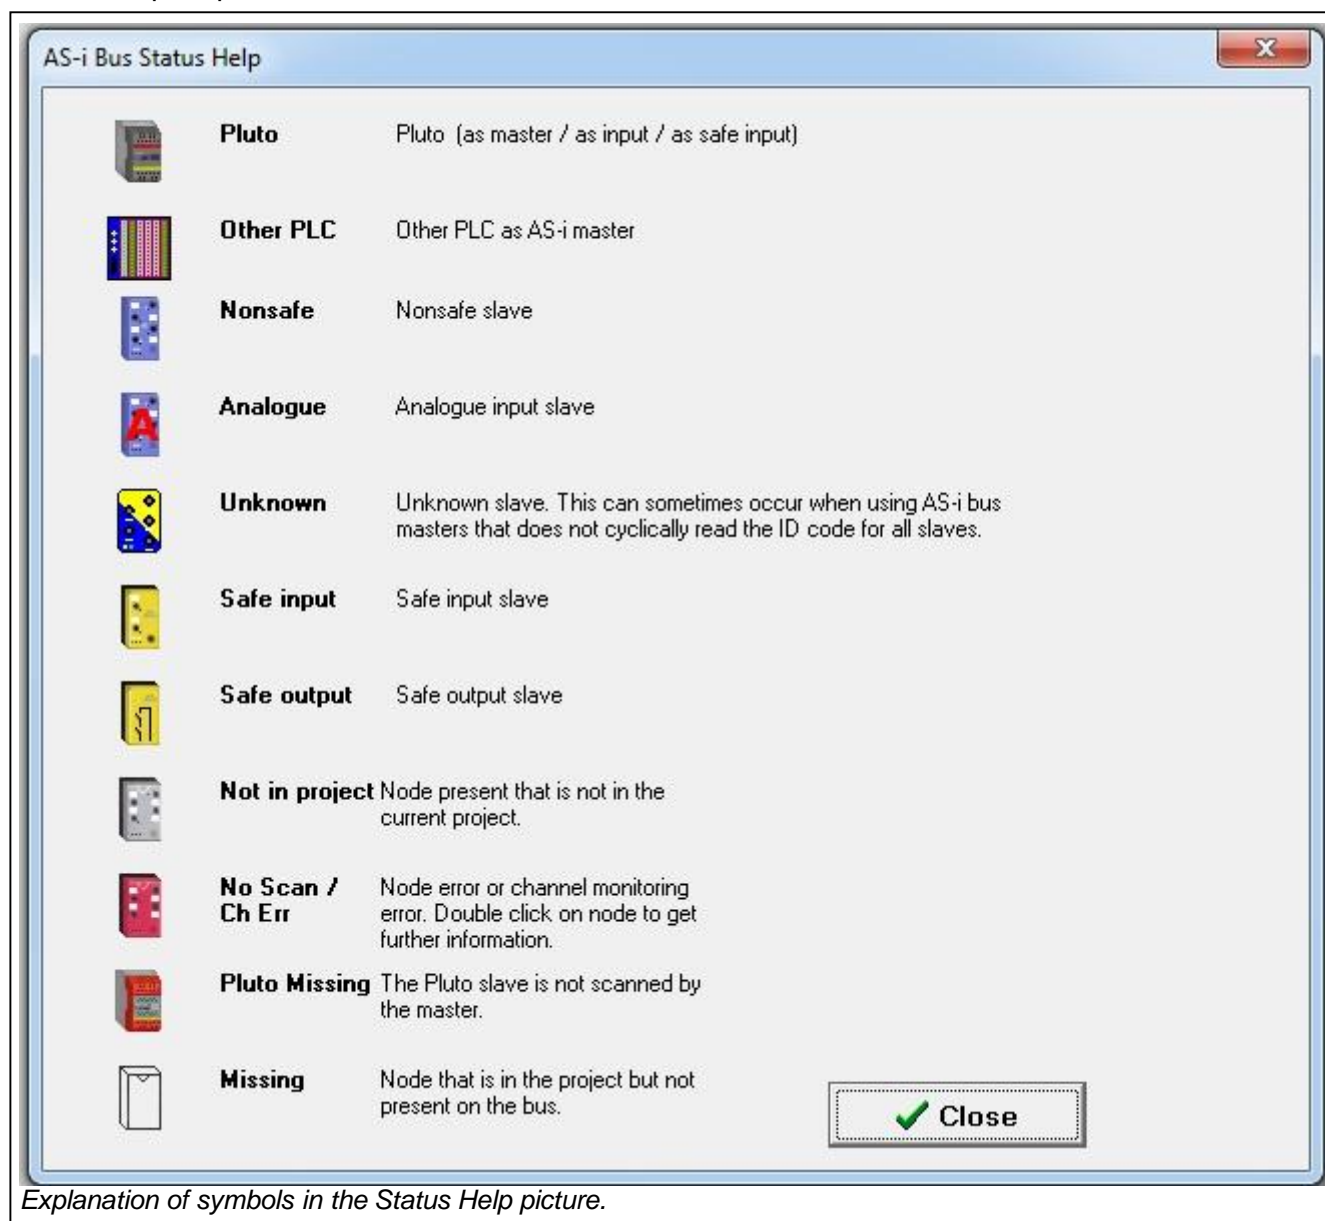 AS-i Bus Status Help
Pluto Pluto (as master / as input / as safe input)
Other PLC Other PLC as AS-i master
Nonsafe Nonsafe slave
A
Analogue Analogue input slave
Unknown Unknown slave. This can sometimes occur when using AS-i bus
masters that does not cyclically read the ID code for all slaves.
Safe input Safe input slave
Safe output Safe output slave
Not in project Node present that is not in the
current project.
No Scan / Node error or channel monitoring
Ch Err error. Double click on node to get
further information.
Pluto Missing The Pluto slave is not scanned by
the master.
Missing Node that is in the project but not
present on the bus.
Close
Explanation of symbols in the Status Help picture.